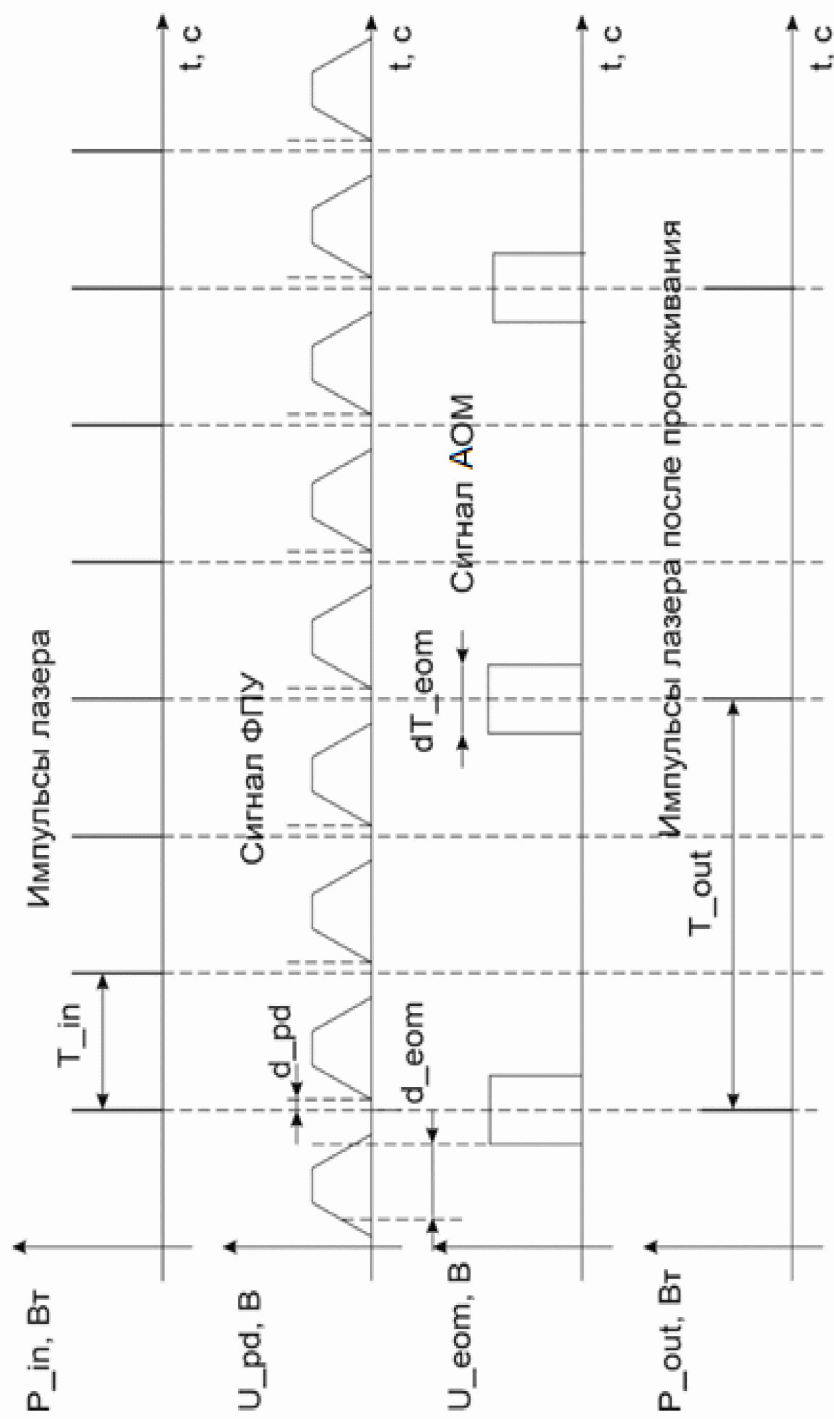 P_in, Вт
Импульсы лазера
T_in
t, с
U_pd, В
Сигнал ФПУ
d_pd
t, с
U_eom, В
d_eom
dT_eom
Сигнал АОМ
t, с
P_out, Вт
T_out
Импульсы лазера после прореживания
t, с